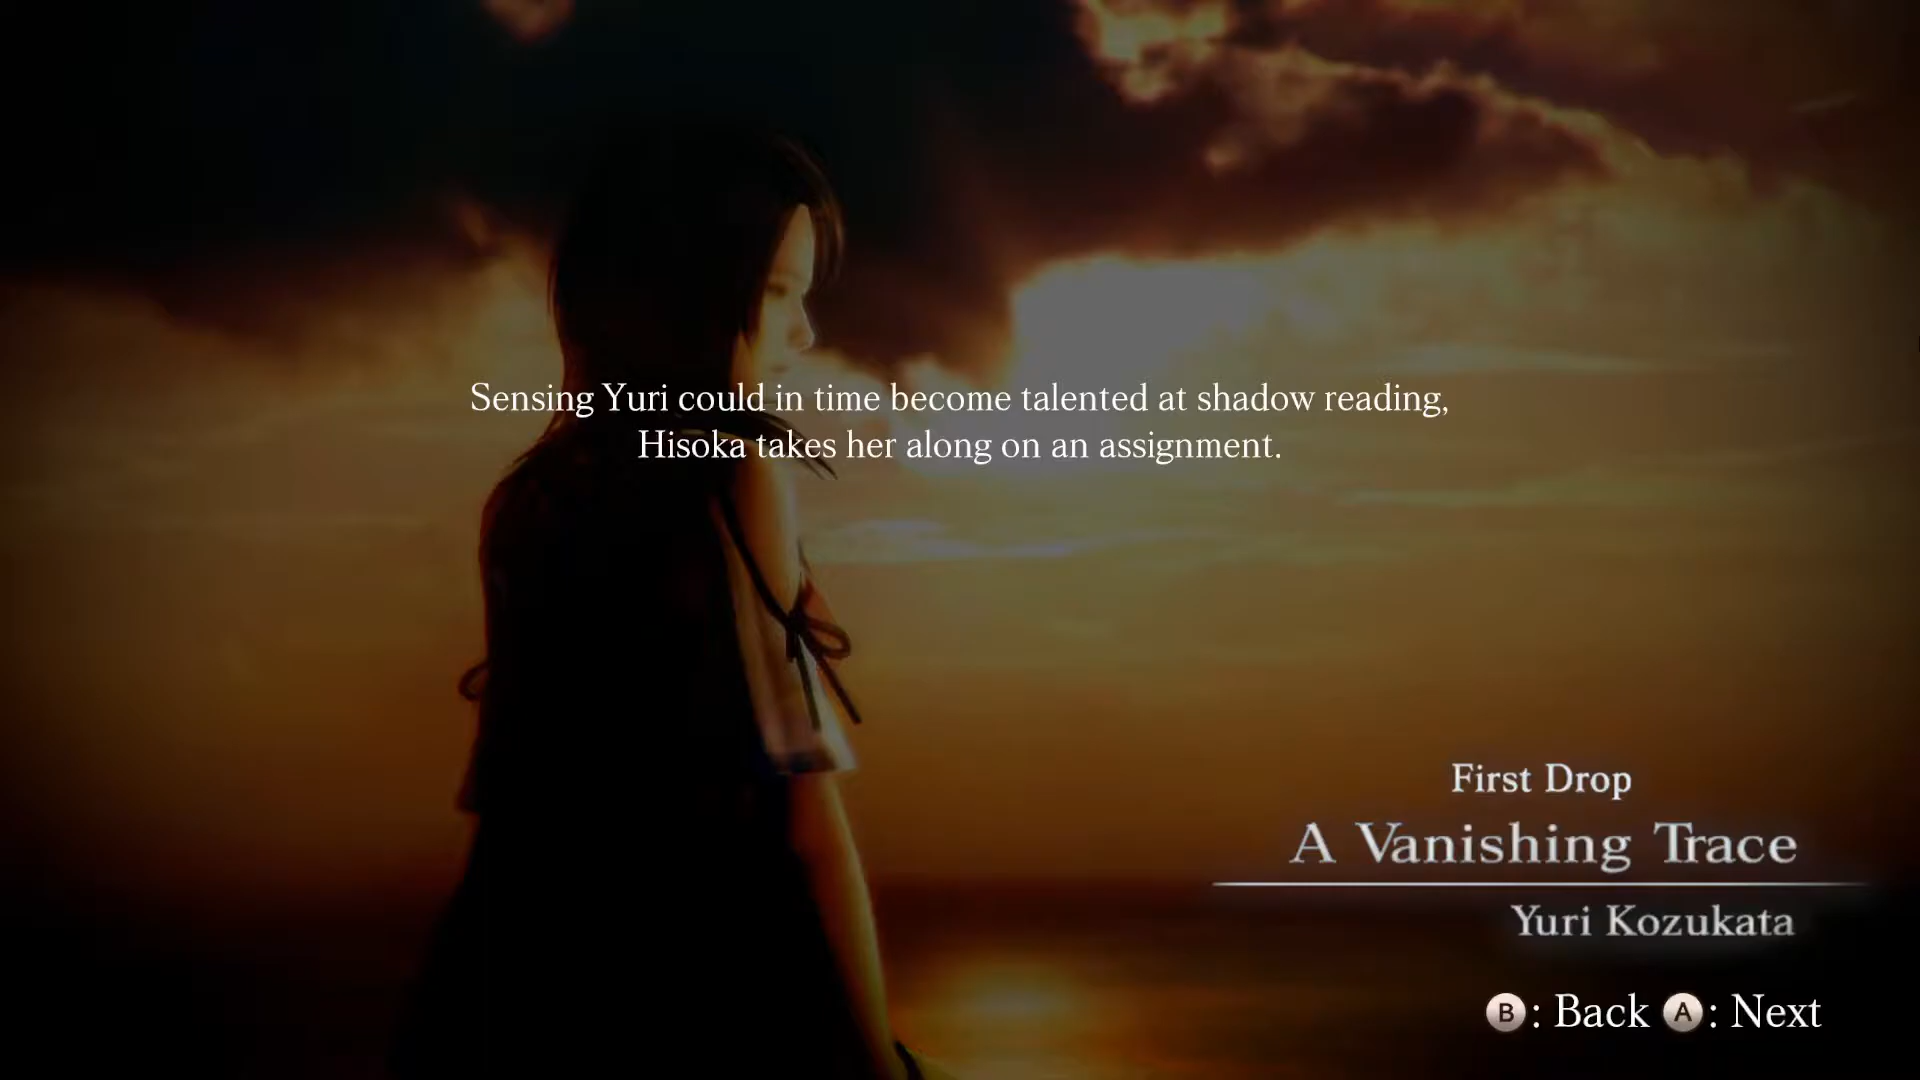 Sensing Yuri could in time become talented at shadow reading,
Hisoka takes her along on an assignment.
First Drop
A Vanishing Trace
Yuri Kozukata
B: Back A: Next